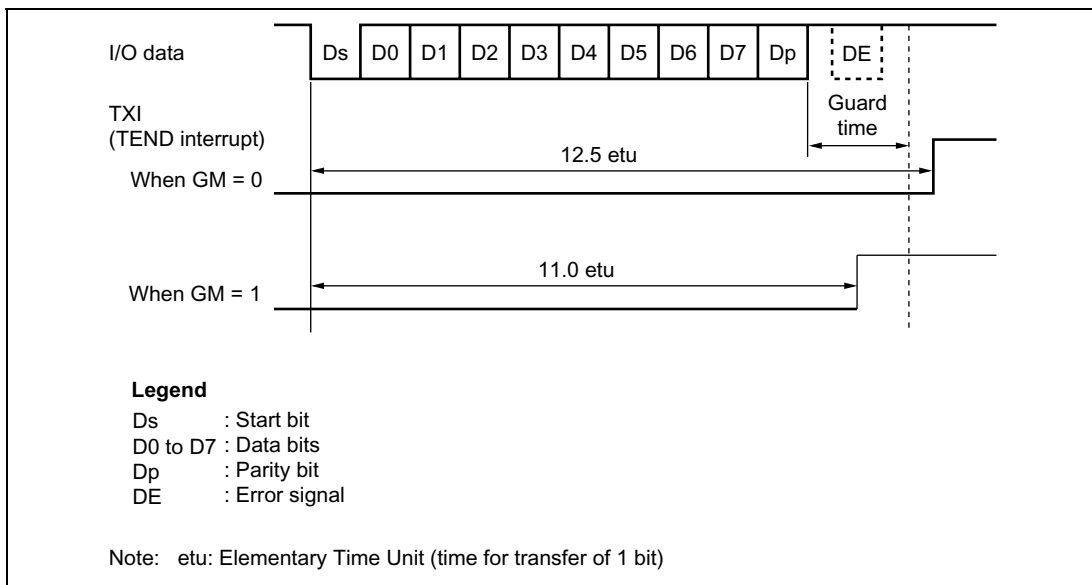 I/O data
Ds D0 D1 D2 D3 D4 D5 D6 D7 Dp DE
Guard
time
TXI
(TEND interrupt)
12.5 etu
When GM = 0
11.0 etu
When GM = 1
Legend
Ds : Start bit
D0 to D7 : Data bits
Dp : Parity bit
DE : Error signal
Note: etu: Elementary Time Unit (time for transfer of 1 bit)